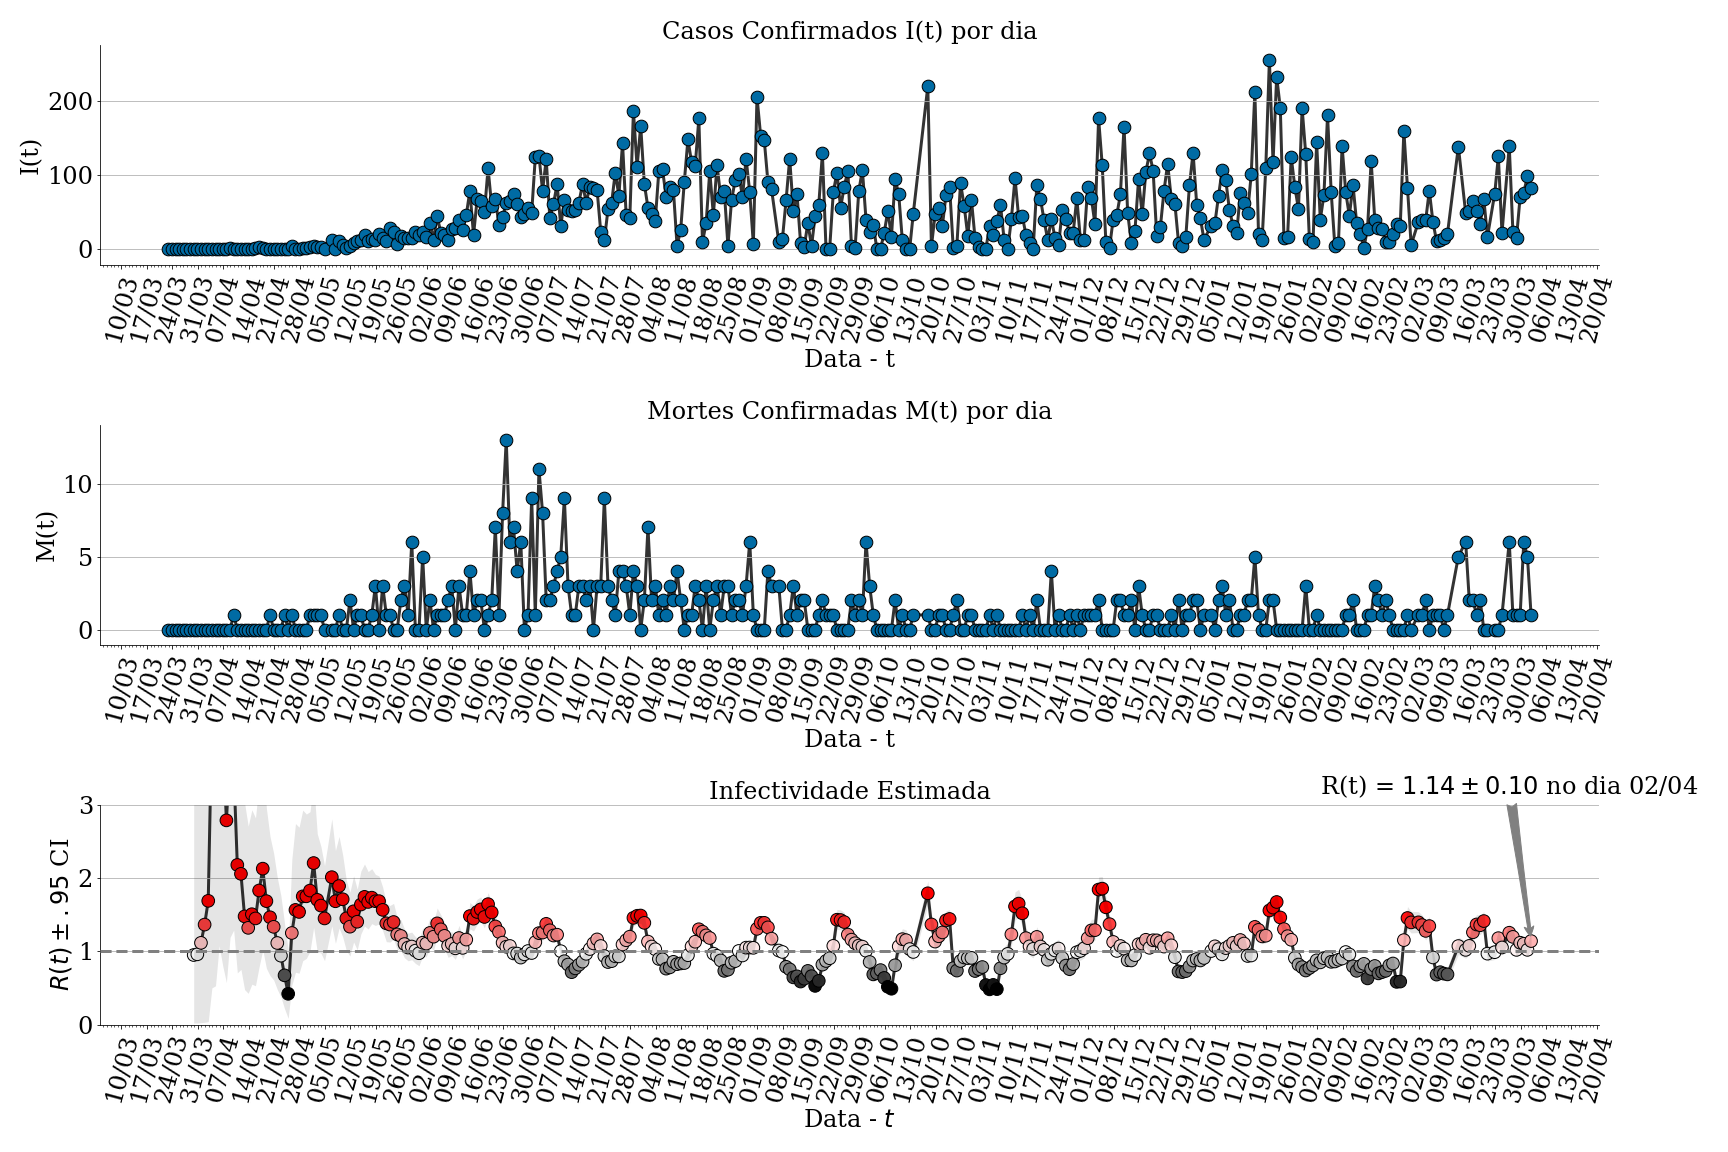 Casos Confirmados I(t) por dia
I(t)
200
100
0
10/03 17/03 24/03 31/03 07/04 14/04 21/04 28/04 05/05 12/05 19/05 26/05 02/06 09/06 16/06 23/06 30/06 07/07 14/07 21/07 28/07 04/08 11/08 18/08 25/08 01/09 08/09 15/09 22/09 29/09 06/10 13/10 20/10 27/10 03/11 10/11 17/11 24/11 01/12 08/12 15/12 22/12 29/12 05/01 12/01 19/01 26/01 02/02 09/02 16/02 23/02 02/03 09/03 16/03 23/03 30/03 06/04 13/04 20/04
Data - t
Mortes Confirmadas M(t) por dia
M(t)
10
5
0
10/03 17/03 24/03 31/03 07/04 14/04 21/04 28/04 05/05 12/05 19/05 26/05 02/06 09/06 16/06 23/06 30/06 07/07 14/07 21/07 28/07 04/08 11/08 18/08 25/08 01/09 08/09 15/09 22/09 29/09 06/10 13/10 20/10 27/10 03/11 10/11 17/11 24/11 01/12 08/12 15/12 22/12 29/12 05/01 12/01 19/01 26/01 02/02 09/02 16/02 23/02 02/03 09/03 16/03 23/03 30/03 06/04 13/04 20/04
Data - t
Infectividade Estimada
R(t) = 1.14 ± 0.10 no dia 02/04
R(t) ± .95 CI
3
2
1
0
10/03 17/03 24/03 31/03 07/04 14/04 21/04 28/04 05/05 12/05 19/05 26/05 02/06 09/06 16/06 23/06 30/06 07/07 14/07 21/07 28/07 04/08 11/08 18/08 25/08 01/09 08/09 15/09 22/09 29/09 06/10 13/10 20/10 27/10 03/11 10/11 17/11 24/11 01/12 08/12 15/12 22/12 29/12 05/01 12/01 19/01 26/01 02/02 09/02 16/02 23/02 02/03 09/03 16/03 23/03 30/03 06/04 13/04 20/04
Data - t